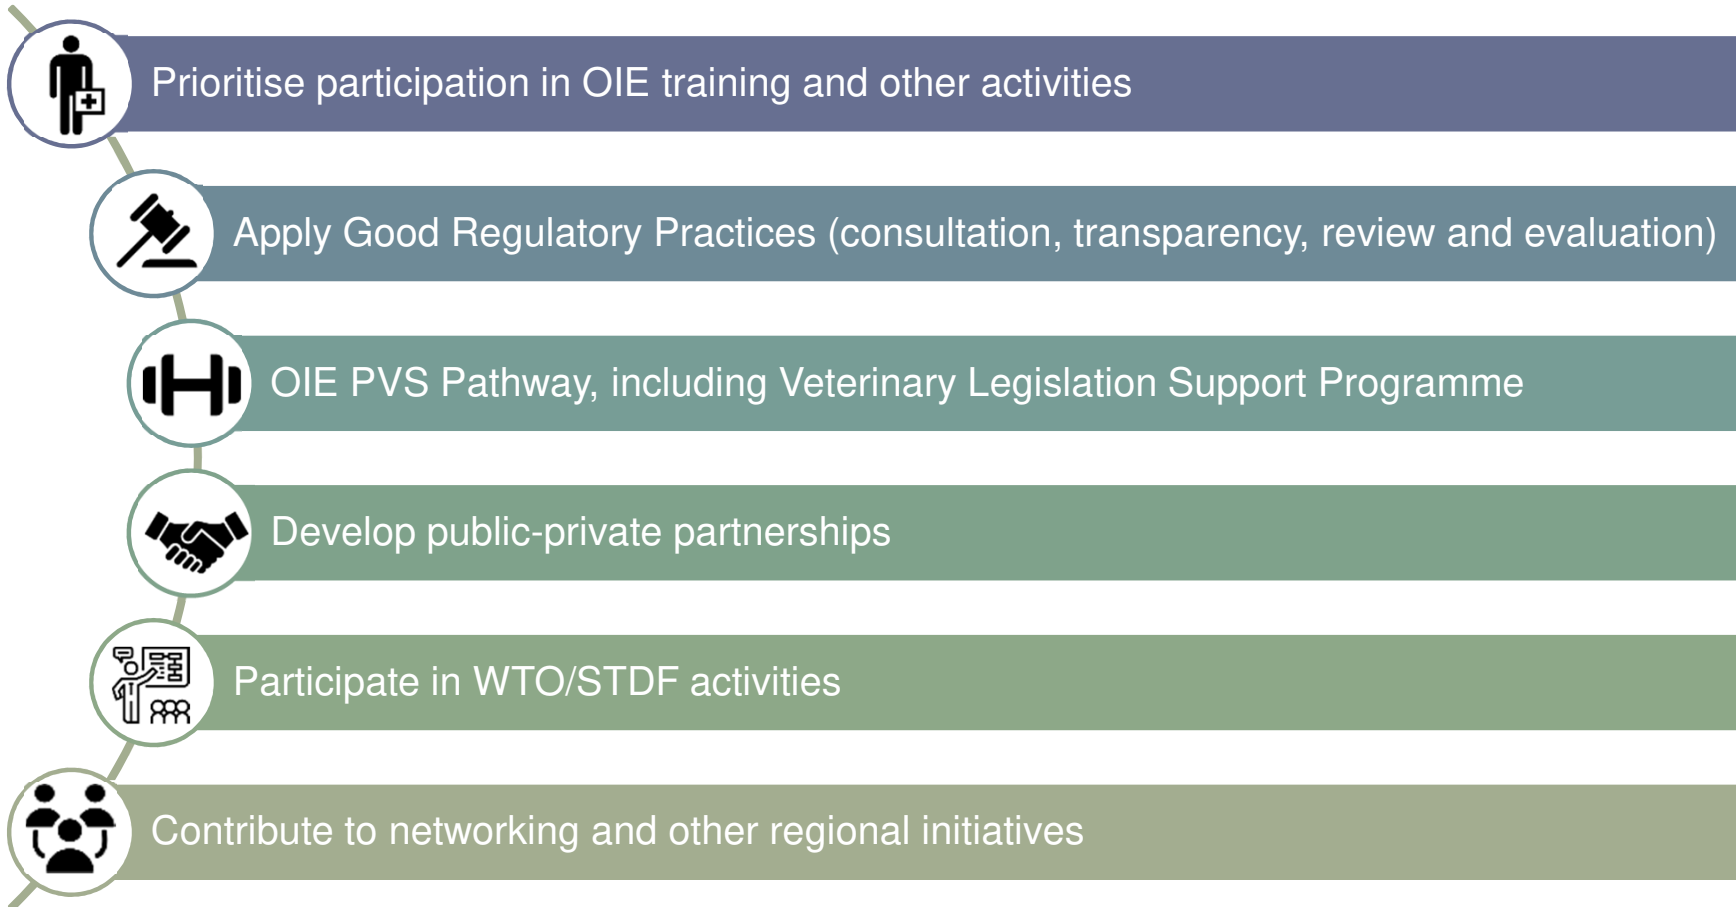 Prioritise participation in OIE training and other activities
Apply Good Regulatory Practices (consultation, transparency, review and evaluation)
OIE PVS Pathway, including Veterinary Legislation Support Programme
Develop public-private partnerships
Participate in WTO/STDF activities
Contribute to networking and other regional initiatives